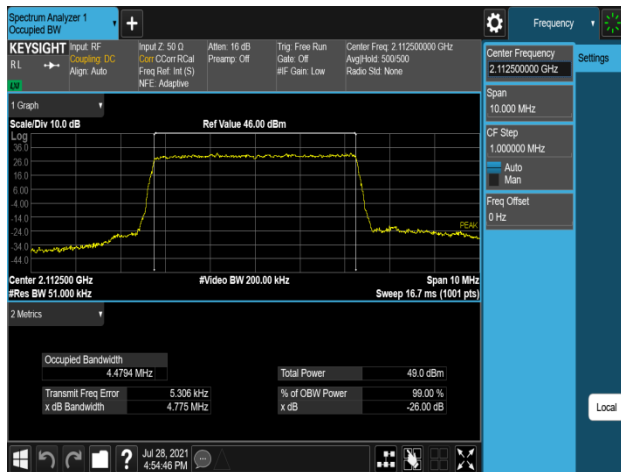 Spectrum Analyzer 1
Occupied BW
Frequency
KEYSIGHT
RL
Input: RF
Coupling: DC
Align: Auto
Input Z: 50 Ω
Corr CCorr RCal
Freq Ref: Int (S)
NFE: Adaptive
Atten: 16 dB
Preamp: Off
Trig: Free Run
Gate: Off
#IF Gain: Low
Center Freq: 2.112500000 GHz
Avg|Hold: 500/500
Radio Std: None
Center Frequency
2.112500000 GHz
Settings
Span
10.000 MHz
CF Step
1.000000 MHz
Auto
Man
Freq Offset
0 Hz
Local
1 Graph
Scale/Div 10.0 dB
Ref Value 46.00 dBm
Log
36.0
26.0
16.0
6.00
-4.00
-14.0
-24.0
-34.0
-44.0
PEAK
Center 2.112500 GHz
#Video BW 200.00 kHz
Span 10 MHz
#Res BW 51.000 kHz
Sweep 16.7 ms (1001 pts)
2 Metrics
Occupied Bandwidth
4.4794 MHz
Total Power 49.0 dBm
Transmit Freq Error 5.306 kHz
% of OBW Power 99.00 %
x dB Bandwidth 4.775 MHz
x dB -26.00 dB
?
Jul 28, 2021
4:54:46 PM